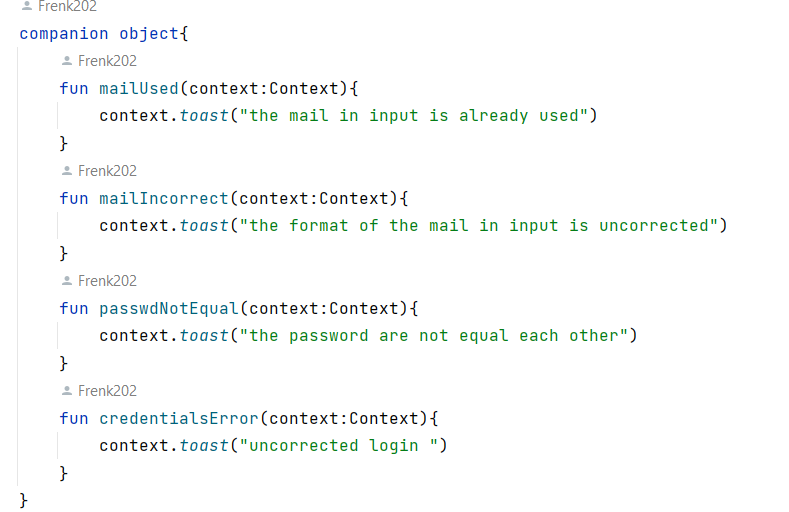 Frenk202
companion object{
Frenk202
fun mailUsed(context:Context){
context.toast("the mail in input is already used")
}
Frenk202
fun mailIncorrect(context:Context){
context.toast("the format of the mail in input is uncorrected")
}
Frenk202
fun passwdNotEqual(context:Context){
context.toast("the password are not equal each other")
}
Frenk202
fun credentialsError(context:Context){
context.toast("uncorrected login ")
}
}